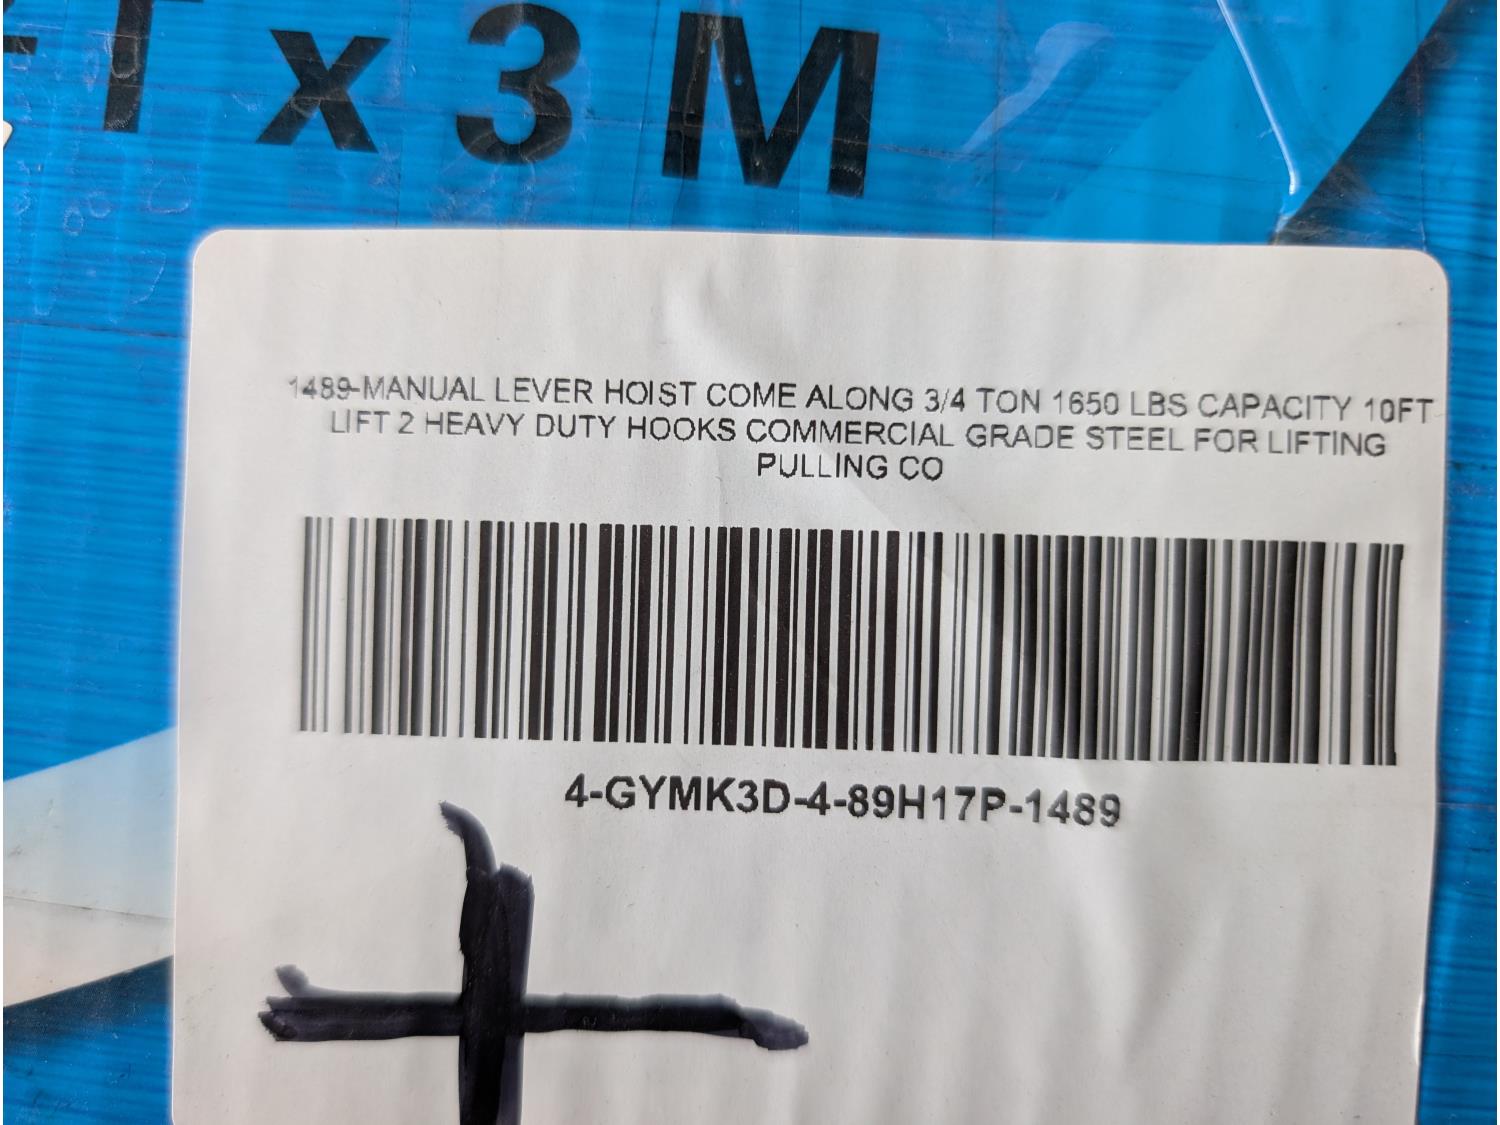 T x 3 M
1489-MANUAL LEVER HOIST COME ALONG 3/4 TON 1650 LBS CAPACITY 10FT
LIFT 2 HEAVY DUTY HOOKS COMMERCIAL GRADE STEEL FOR LIFTING
PULLING CO
4-GYMK3D-4-89H17P-1489